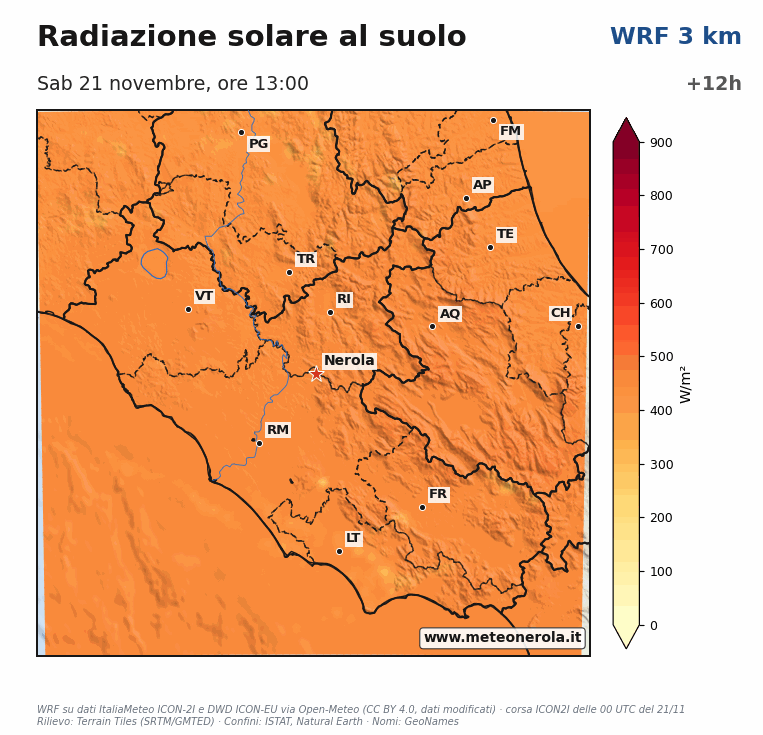 Radiazione solare al suolo
WRF 3 km
Sab 21 novembre, ore 13:00
+12h
FM
PG
AP
TE
TR
VT
RI
AQ
CH
Nerola
RM
FR
LT
www.meteonerola.it
900
800
700
600
500
400
300
200
100
0
W/m²
WRF su dati ItaliaMeteo ICON-2I e DWD ICON-EU via Open-Meteo (CC BY 4.0, dati modificati) · corsa ICON2I delle 00 UTC del 21/11
Rilievo: Terrain Tiles (SRTM/GMTED) · Confini: ISTAT, Natural Earth · Nomi: GeoNames